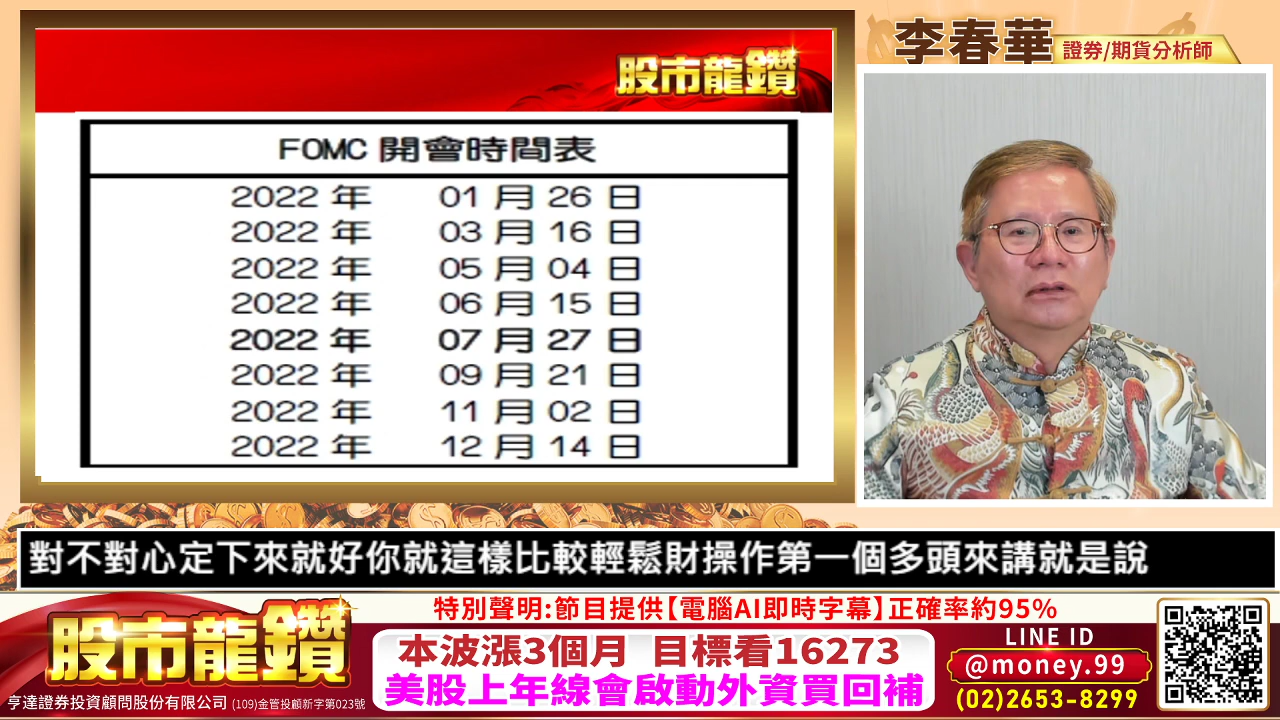 李春華 證券/期貨分析師
股市龍鑽
FOMC 開會時間表
2022 年 01 月 26 日
2022 年 03 月 16 日
2022 年 05 月 04 日
2022 年 06 月 15 日
2022 年 07 月 27 日
2022 年 09 月 21 日
2022 年 11 月 02 日
2022 年 12 月 14 日
對不對心定下來就好你就這樣比較輕鬆財操作第一個多頭來講就是說
特別聲明:節目提供【電腦AI即時字幕】正確率約95%
股市龍鑽
亨達證券投資顧問股份有限公司 (109)金管投顧新字第023號
本波漲3個月 目標看16273
美股上年線會啟動外資買回補
LINE ID
@money.99
(02)2653-8299